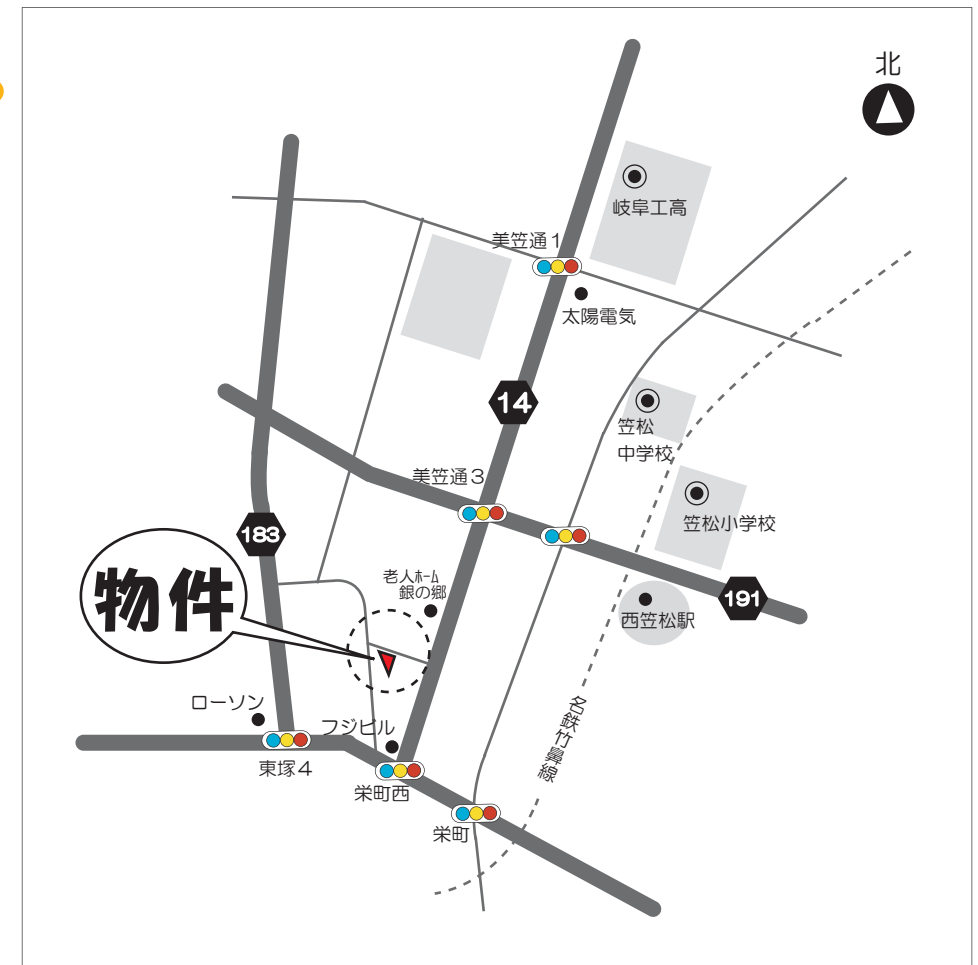 北
岐阜工高
美笠通1
太陽電気
14
笠松
中学校
美笠通3
笠松小学校
183
老人ホーム
銀の郷
物件
191
西笠松駅
ローソン
フジビル
名鉄竹鼻線
東塚4
栄町西
栄町